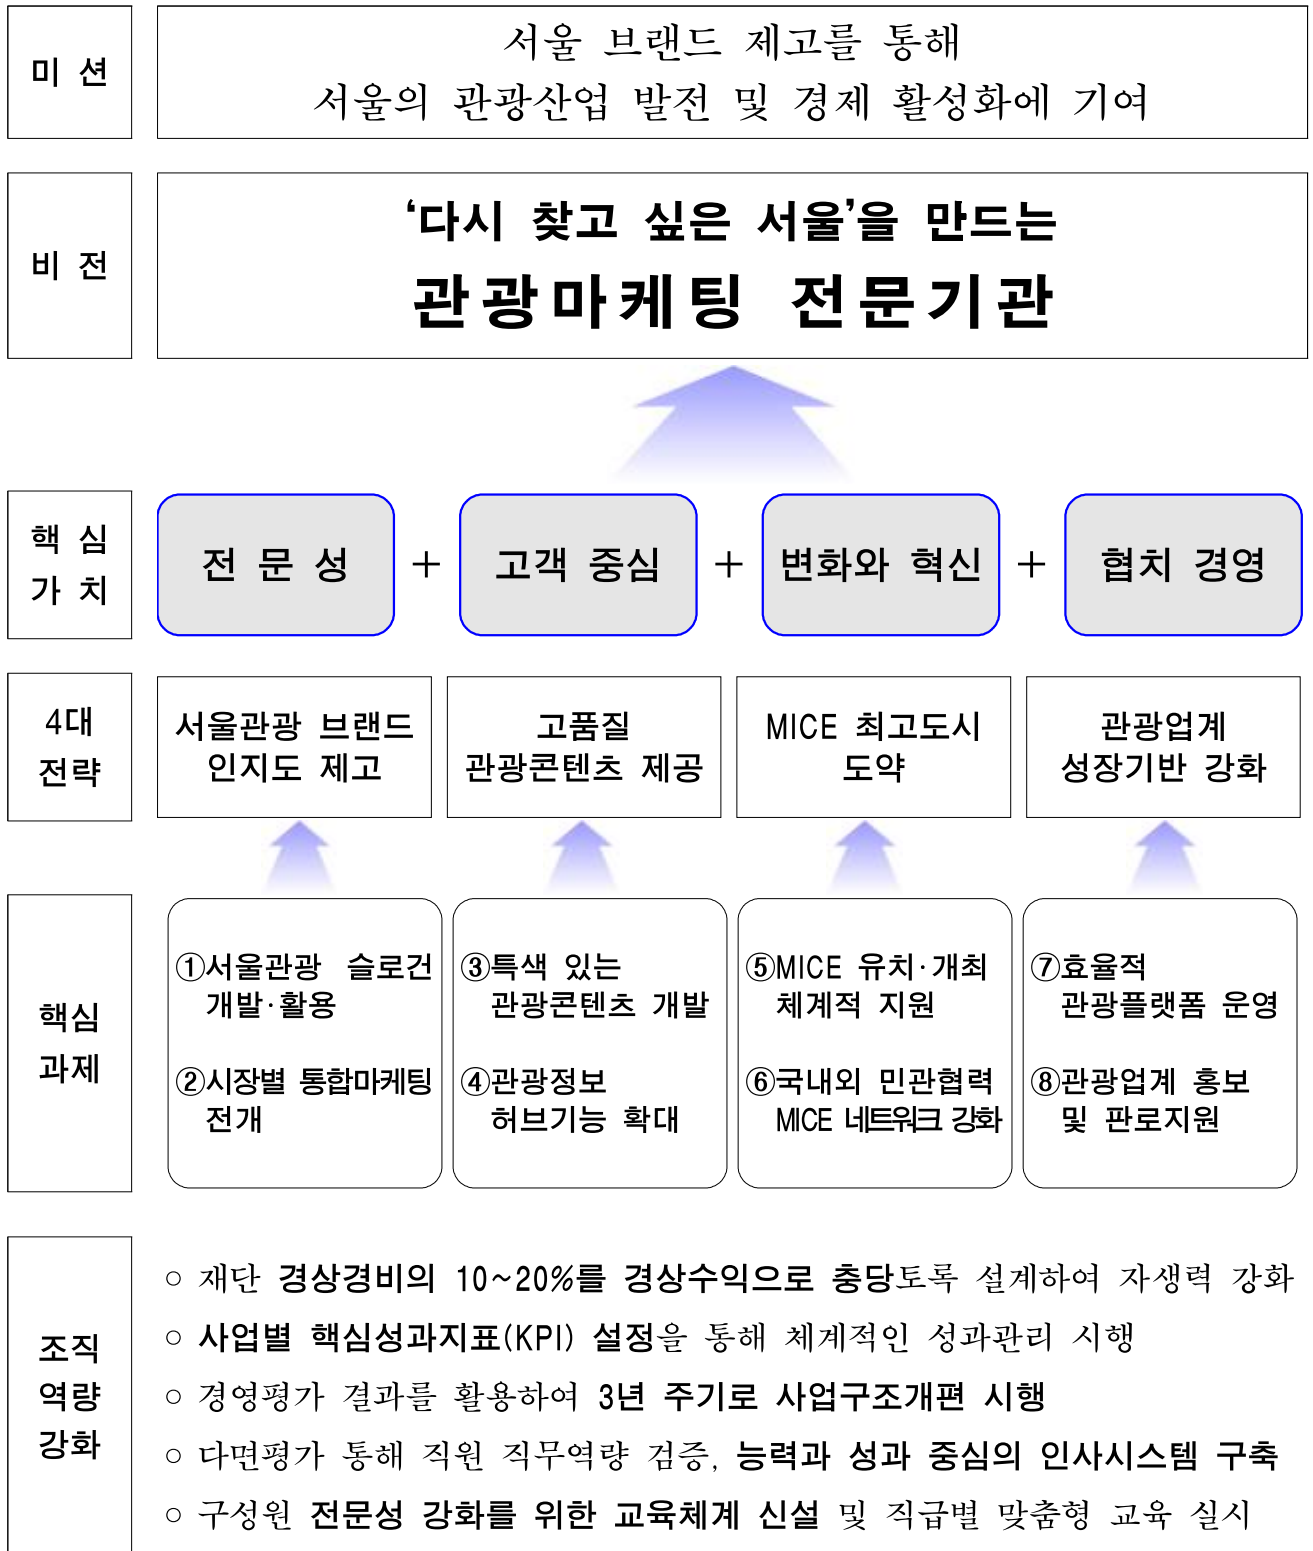 미 션
서울 브랜드 제고를 통해
서울의 관광산업 발전 및 경제 활성화에 기여
비 전
‘다시 찾고 싶은 서울’을 만드는
관광마케팅 전문기관
핵 심
가 치
전 문 성 + 고객 중심 + 변화와 혁신 + 협치 경영
4대
전략
서울관광 브랜드
인지도 제고
고품질
관광콘텐츠 제공
MICE 최고도시
도약
관광업계
성장기반 강화
핵심
과제
①서울관광 슬로건
개발·활용
②시장별 통합마케팅
전개
③특색 있는
관광콘텐츠 개발
④관광정보
허브기능 확대
⑤MICE 유치·개최
체계적 지원
⑥국내외 민관협력
MICE 네트워크 강화
⑦효율적
관광플랫폼 운영
⑧관광업계 홍보
및 판로지원
조직
역량
강화
○ 재단 경상경비의 10~20%를 경상수익으로 충당토록 설계하여 자생력 강화
○ 사업별 핵심성과지표(KPI) 설정을 통해 체계적인 성과관리 시행
○ 경영평가 결과를 활용하여 3년 주기로 사업구조개편 시행
○ 다면평가 통해 직원 직무역량 검증, 능력과 성과 중심의 인사시스템 구축
○ 구성원 전문성 강화를 위한 교육체계 신설 및 직급별 맞춤형 교육 실시